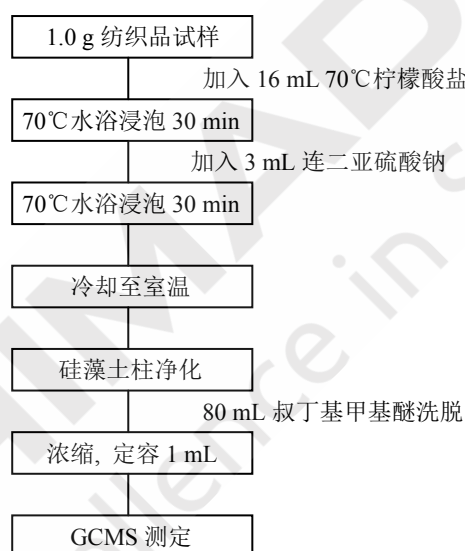 1.0 g 纺织品试样
加入 16 mL 70℃柠檬酸盐
70℃水浴浸泡 30 min
加入 3 mL 连二亚硫酸钠
70℃水浴浸泡 30 min
冷却至室温
硅藻土柱净化
80 mL 叔丁基甲基醚洗脱
浓缩, 定容 1 mL
GCMS 测定